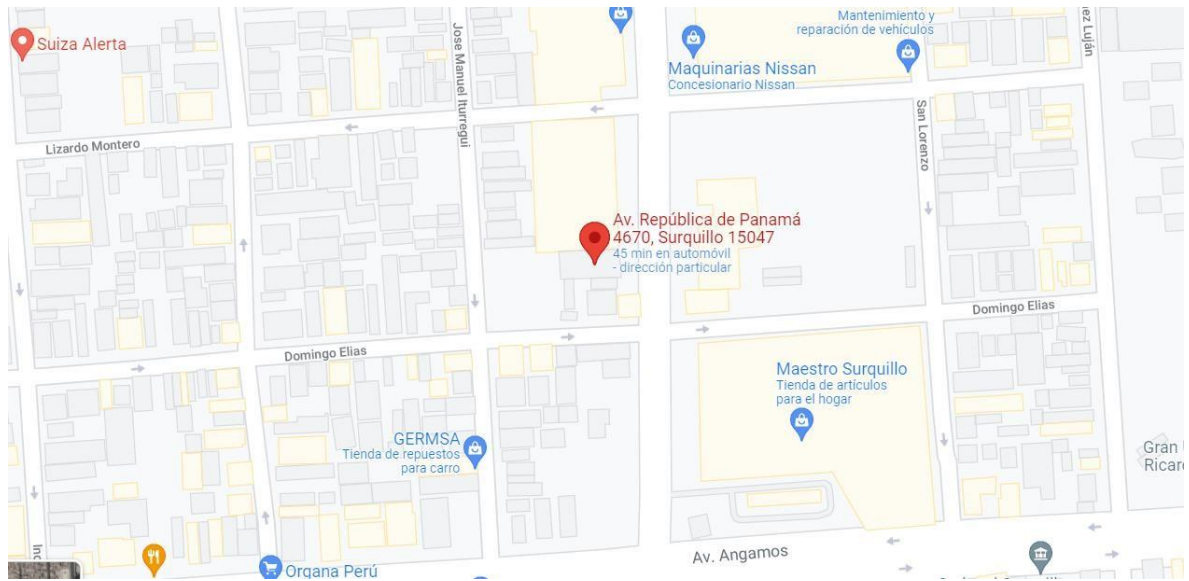 Suiza Alerta
Jose Manuel Iturregui
Mantenimiento y
reparación de vehículos
Maquinarias Nissan
Concesionario Nissan
San Lorenzo
Lizardo Montero
Av. República de Panamá
4670, Surquillo 15047
45 min en automóvil
- dirección particular
Domingo Elias
Domingo Elias
Maestro Surquillo
Tienda de artículos
para el hogar
GERMSA
Tienda de repuestos
para carro
Gran
Ricar
Av. Angamos
Organa Perú